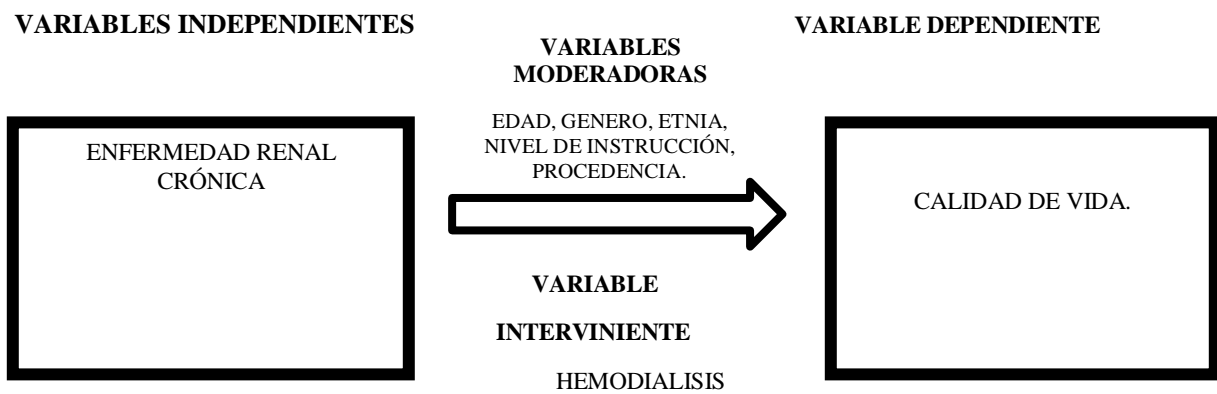 VARIABLES INDEPENDIENTES
ENFERMEDAD RENAL
CRÓNICA
VARIABLES
MODERADORAS
EDAD, GENERO, ETNIA,
NIVEL DE INSTRUCCIÓN,
PROCEDENCIA.
VARIABLE
INTERVINIENTE
HEMODIALISIS
VARIABLE DEPENDIENTE
CALIDAD DE VIDA.